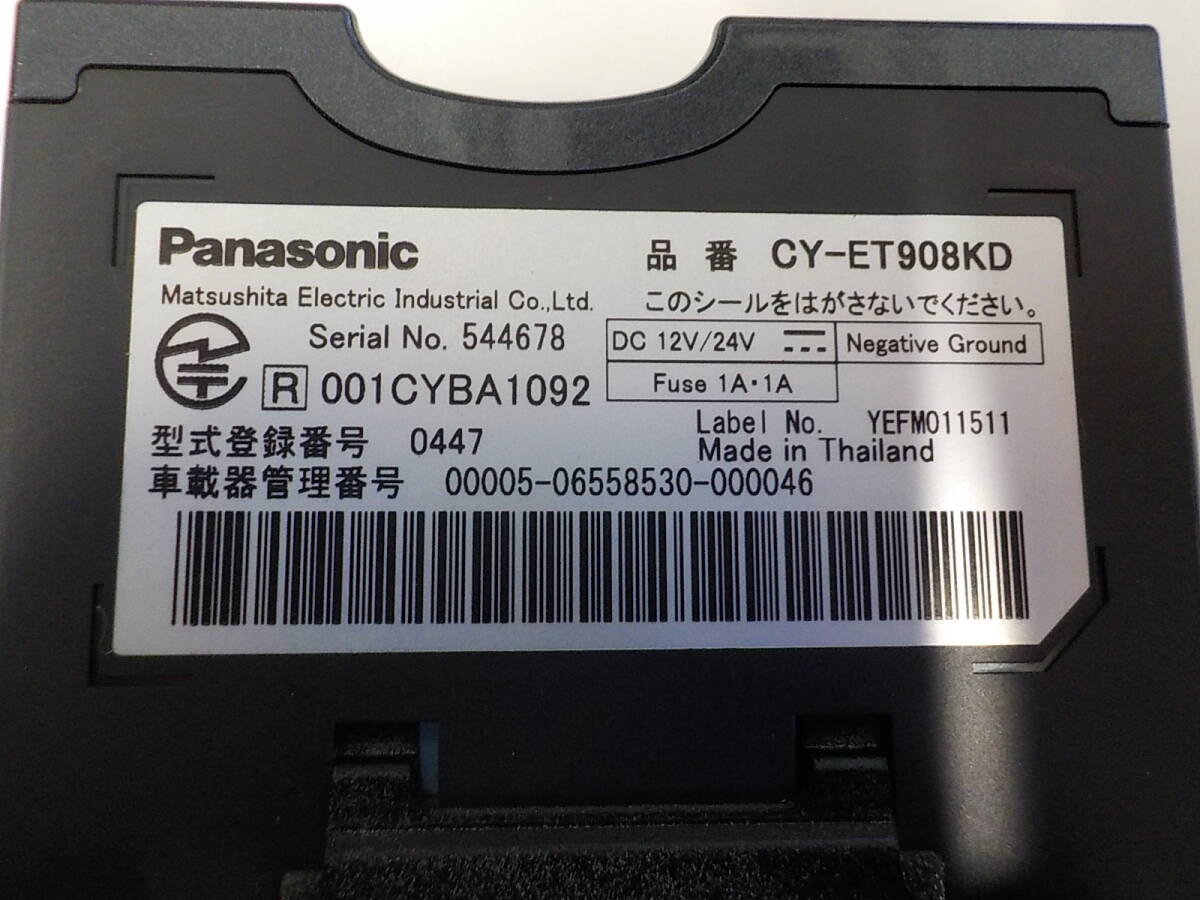 Panasonic
品番 CY-ET908KD
Matsushita Electric Industrial Co.,Ltd.
このシールをはがさないでください。
Serial No. 544678
DC 12V/24V
Negative Ground
R 001CYBA1092
Fuse 1A・1A
Label No. YEFM011511
型式登録番号 0447
Made in Thailand
車載器管理番号 00005-06558530-000046